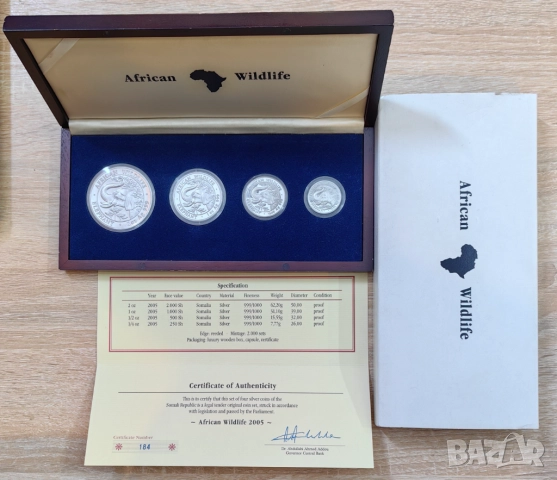 African Wildlife
African Wildlife
Specification
Year Face value Country Material Fineness Weight Diameter Condition
2 oz 2005 2 000 Sh Somalia Silver 999/1000 62,20g 50,00 proof
1 oz 2005 1 000 Sh Somalia Silver 999/1000 31,10g 39,00 proof
1/2 oz 2005 500 Sh Somalia Silver 999/1000 15,55g 32,00 proof
1/4 oz 2005 250 Sh Somalia Silver 999/1000 7,77g 26,00 proof
Edge: reeded Mintage: 2 000 sets
Packaging: luxury wooden box, capsule, certificate
Certificate of Authenticity
This is to certify that this set of four silver coins of the
Somali Republic is a legal tender original coin set, struck in accordance
with legislation and passed by the Parliament.
~ African Wildlife 2005 ~
Certificate Number
184
Governor Central Bank
BAZAR
bg